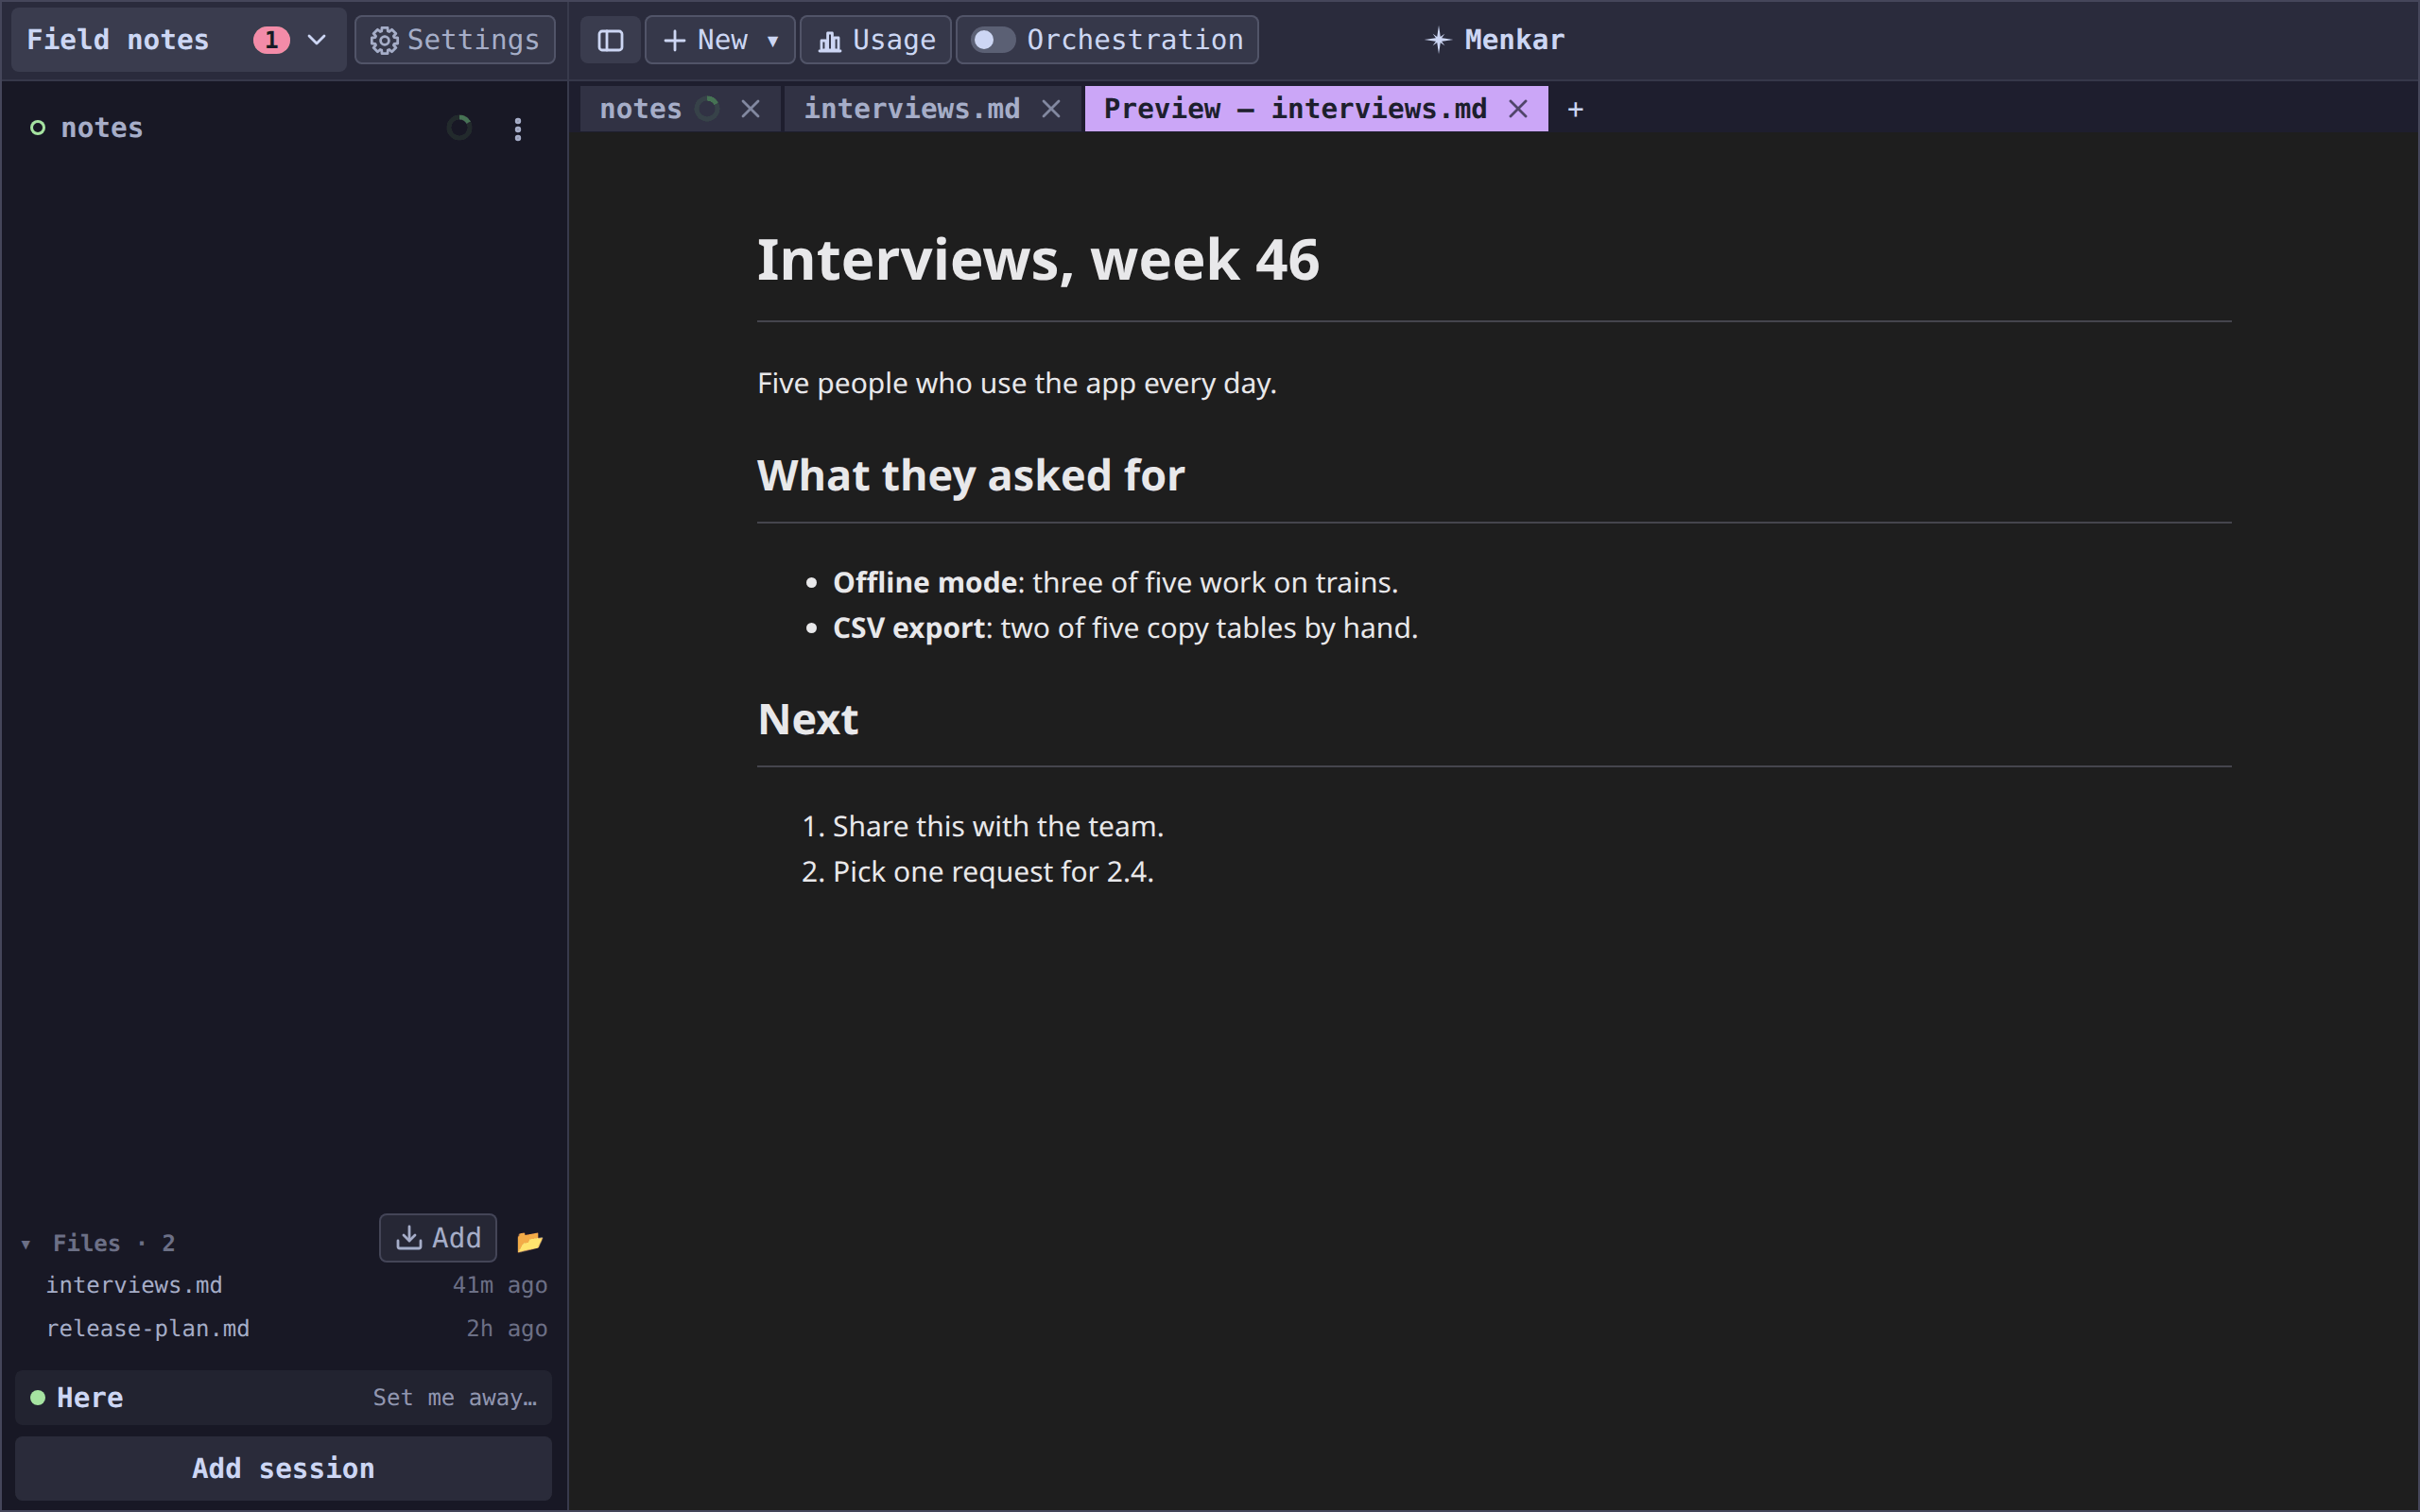 Field notes 1 Settings
New ▾ Usage Orchestration
Menkar
notes
notes
interviews.md
Preview — interviews.md
+
Interviews, week 46
Five people who use the app every day.
What they asked for
• Offline mode: three of five work on trains.
• CSV export: two of five copy tables by hand.
Next
1. Share this with the team.
2. Pick one request for 2.4.
▾ Files · 2 Add
interviews.md 41m ago
release-plan.md 2h ago
Here Set me away…
Add session